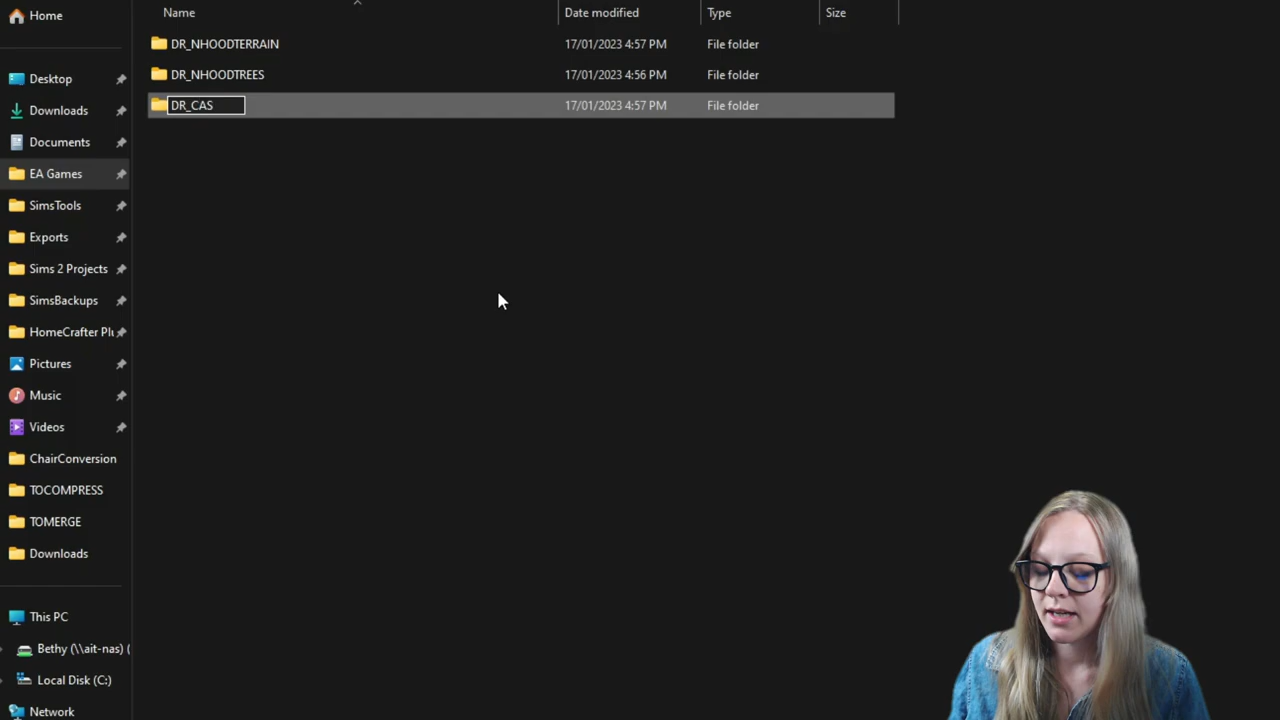 Home
Name
Date modified
Type
Size
DR_NHOODTERRAIN
17/01/2023 4:57 PM
File folder
DR_NHOODTREES
17/01/2023 4:56 PM
File folder
DR_CAS
17/01/2023 4:57 PM
File folder
Desktop
Downloads
Documents
EA Games
SimsTools
Exports
Sims 2 Projects
SimsBackups
HomeCrafter Plu
Pictures
Music
Videos
ChairConversion
TOCOMPRESS
TOMERGE
Downloads
This PC
Bethy (\\ait-nas) (
Local Disk (C:)
Network